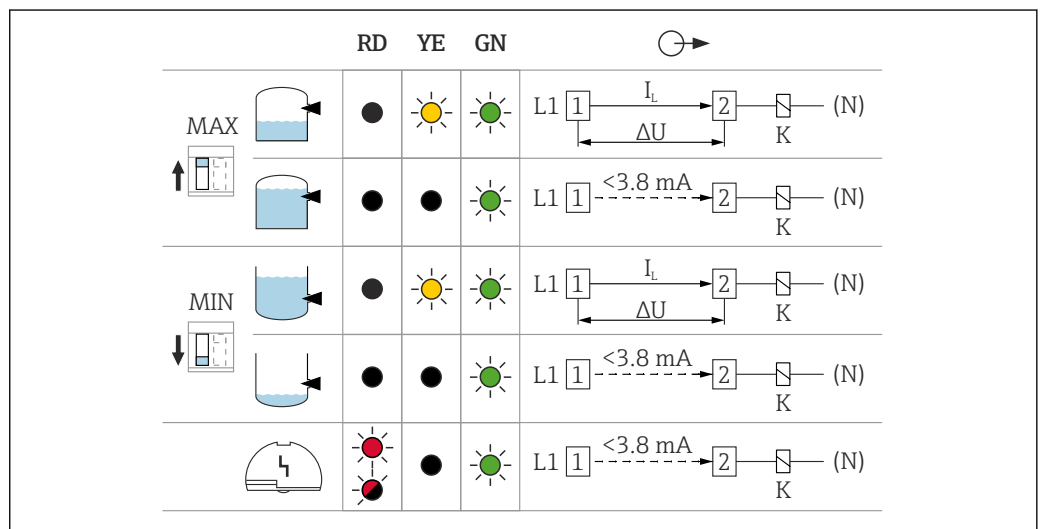 RD YE GN
MAX
L1 1 I_L 2 (N)
ΔU K
L1 1 <3.8 mA 2 (N)
K
MIN
L1 1 I_L 2 (N)
ΔU K
L1 1 <3.8 mA 2 (N)
K
L1 1 <3.8 mA 2 (N)
K